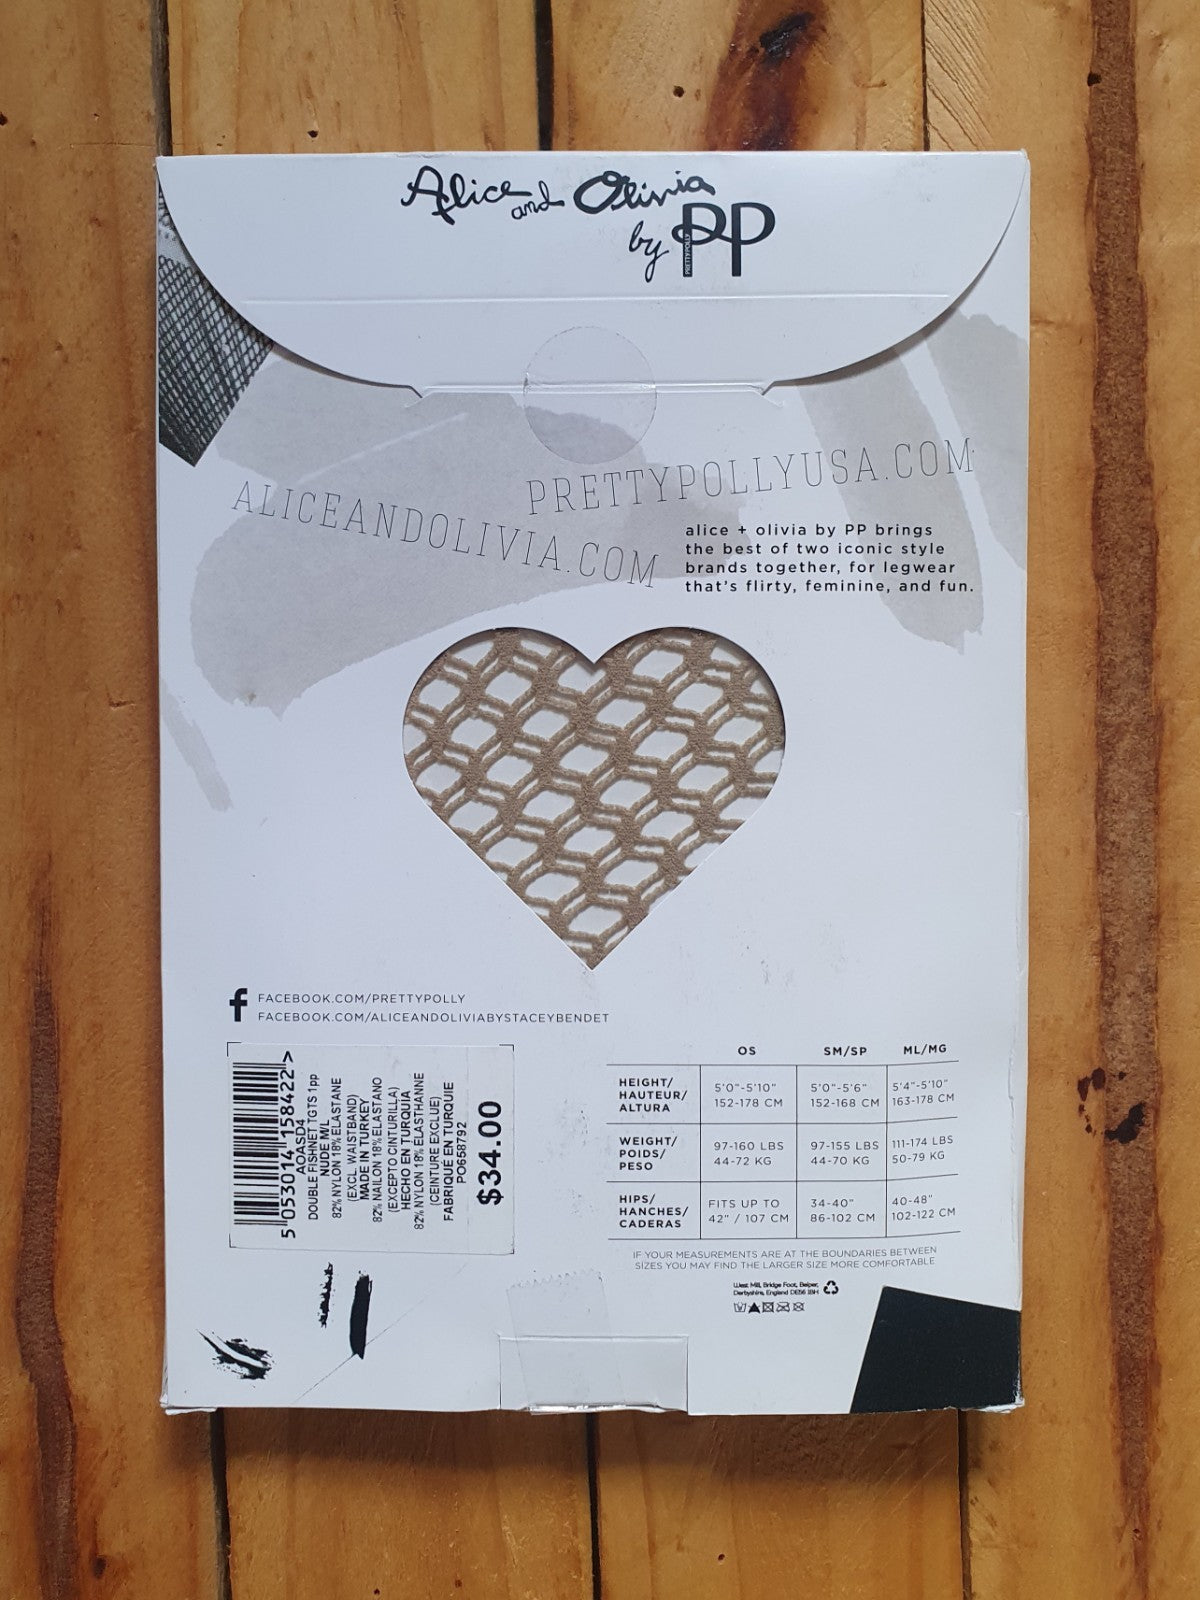 Alice and Olivia
by PP
PRETTYPOLLY
PRETTYPOLLYUSA.COM
ALICEANDOLIVIA.COM
alice + olivia by PP brings
the best of two iconic style
brands together, for legwear
that's flirty, feminine, and fun.
FACEBOOK.COM/PRETTYPOLLY
FACEBOOK.COM/ALICEANDOLIVIABYSTACEYBENDET
5 053014 158422 >
AOASD4
DOUBLE FISHNET TGTS 1pp
NUDE M/L
82% NYLON 18% ELASTANE
(EXCL. WAISTBAND)
MADE IN TURKEY
82% NAILON 18% ELASTANO
(EXCEPTO CINTURILLA)
HECHO EN TURQUIA
82% NYLON 18% ELASTHANNE
(CEINTURE EXCLUE)
FABRIQUÉ EN TURQUIE
PO658792
$34.00
OS SM/SP ML/MG
HEIGHT/ 5'0"-5'10" 5'0"-5'6" 5'4"-5'10"
HAUTEUR/ 152-178 CM 152-168 CM 163-178 CM
ALTURA
WEIGHT/ 97-160 LBS 97-155 LBS 111-174 LBS
POIDS/ 44-72 KG 44-70 KG 50-79 KG
PESO
HIPS/ FITS UP TO 34-40" 40-48"
HANCHES/ 42" / 107 CM 86-102 CM 102-122 CM
CADERAS
IF YOUR MEASUREMENTS ARE AT THE BOUNDARIES BETWEEN
SIZES YOU MAY FIND THE LARGER SIZE MORE COMFORTABLE
West Mill, Bridge Foot, Belper,
Derbyshire, England DE56 1BH